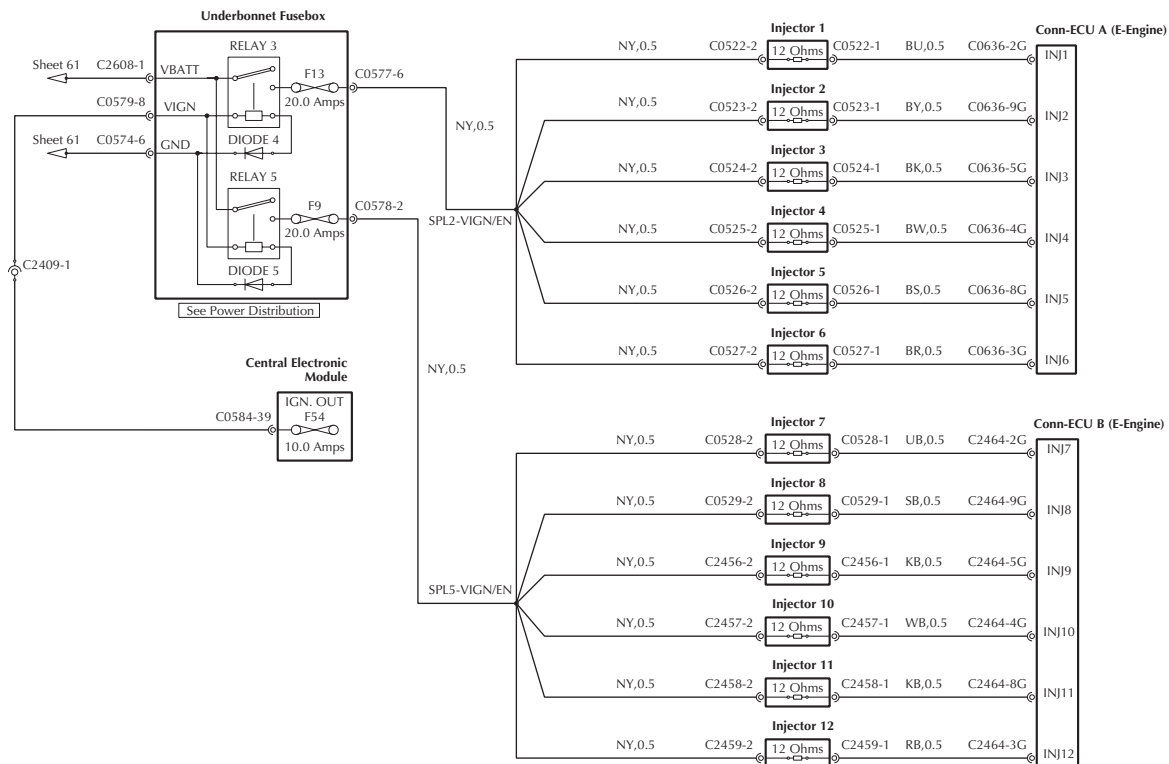 Underbonnet Fusebox
RELAY 3
Sheet 61
C2608-1
VBATT
F13
20.0 Amps
C0577-6
C0579-8
VIGN
Sheet 61
C0574-6
GND
DIODE 4
RELAY 5
F9
20.0 Amps
C0578-2
DIODE 5
See Power Distribution
C2409-1
Central Electronic
Module
IGN. OUT
F54
10.0 Amps
C0584-39
NY,0.5
NY,0.5
SPL2-VIGN/EN
SPL5-VIGN/EN
Conn-ECU A (E-Engine)
Injector 1
NY,0.5 C0522-2 12 Ohms C0522-1 BU,0.5 C0636-2G INJ1
Injector 2
NY,0.5 C0523-2 12 Ohms C0523-1 BY,0.5 C0636-9G INJ2
Injector 3
NY,0.5 C0524-2 12 Ohms C0524-1 BK,0.5 C0636-5G INJ3
Injector 4
NY,0.5 C0525-2 12 Ohms C0525-1 BW,0.5 C0636-4G INJ4
Injector 5
NY,0.5 C0526-2 12 Ohms C0526-1 BS,0.5 C0636-8G INJ5
Injector 6
NY,0.5 C0527-2 12 Ohms C0527-1 BR,0.5 C0636-3G INJ6
Conn-ECU B (E-Engine)
Injector 7
NY,0.5 C0528-2 12 Ohms C0528-1 UB,0.5 C2464-2G INJ7
Injector 8
NY,0.5 C0529-2 12 Ohms C0529-1 SB,0.5 C2464-9G INJ8
Injector 9
NY,0.5 C2456-2 12 Ohms C2456-1 KB,0.5 C2464-5G INJ9
Injector 10
NY,0.5 C2457-2 12 Ohms C2457-1 WB,0.5 C2464-4G INJ10
Injector 11
NY,0.5 C2458-2 12 Ohms C2458-1 KB,0.5 C2464-8G INJ11
Injector 12
NY,0.5 C2459-2 12 Ohms C2459-1 RB,0.5 C2464-3G INJ12